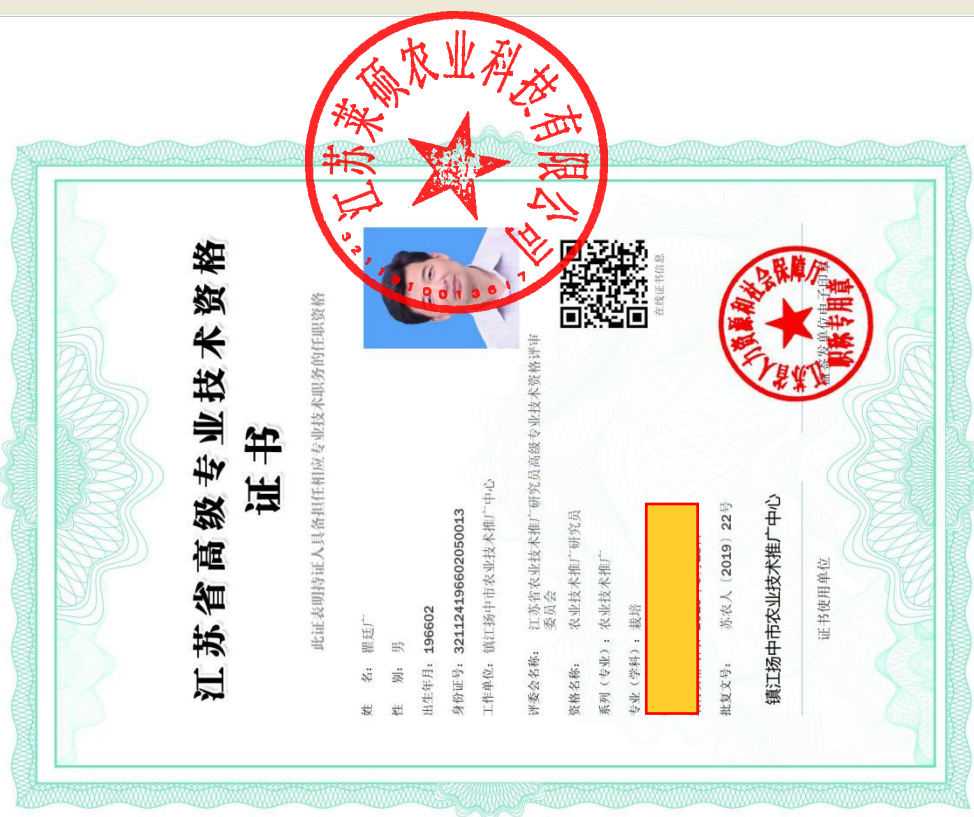 江苏省高级专业技术资格
证书
此证表明持证人具备担任相应专业技术职务的任职资格
姓 名： 瞿廷广
性 别： 男
出生年月：196602
身份证号：321124196602050013
工作单位：镇江扬中市农业技术推广中心
评委会名称： 江苏省农业技术推广研究员高级专业技术资格评审
委员会
资格名称： 农业技术推广研究员
系列（专业）：农业技术推广
专业（学科）：栽培
批复文号： 苏农人〔2019〕22号
镇江扬中市农业技术推广中心
证书使用单位
在线证书信息
监签发单位电子印章
江苏省人力资源和社会保障厅
职称专用章
江苏莱硕农业科技有限公司